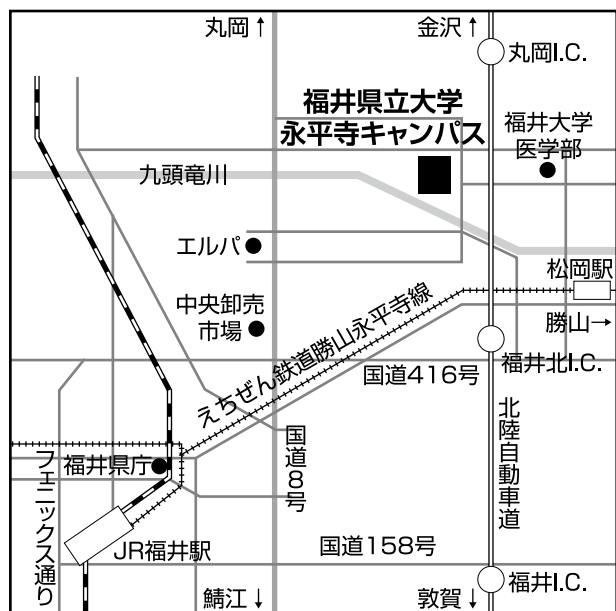 丸岡↑
金沢↑
丸岡I.C.
福井県立大学
永平寺キャンパス
福井大学
医学部
九頭竜川
エルパ
松岡駅
中央卸売
市場
勝山→
えちぜん鉄道勝山永平寺線
福井北I.C.
国道416号
北陸自動車道
国道8号
フェニックス通り
福井県庁
JR福井駅
国道158号
福井I.C.
鯖江↓
敦賀↓